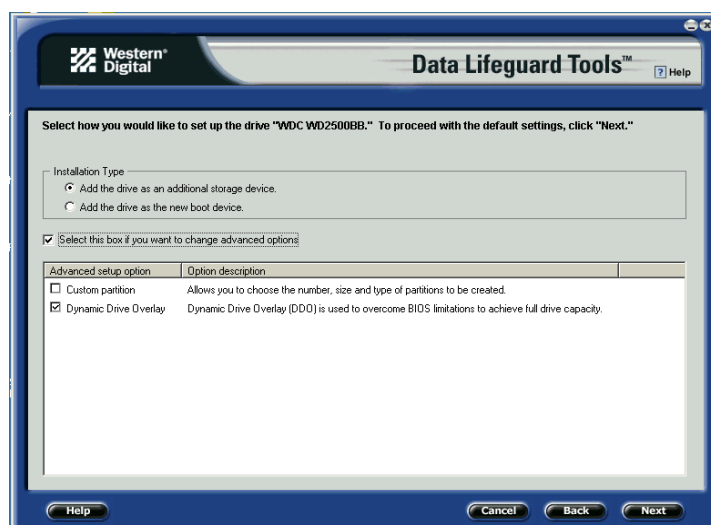 Western®
Digital
Data Lifeguard Tools™
? Help
Select how you would like to set up the drive "WDC WD2500BB." To proceed with the default settings, click "Next."
Installation Type
Add the drive as an additional storage device.
Add the drive as the new boot device.
Select this box if you want to change advanced options
Advanced setup option Option description
Custom partition Allows you to choose the number, size and type of partitions to be created.
Dynamic Drive Overlay Dynamic Drive Overlay (DDO) is used to overcome BIOS limitations to achieve full drive capacity.
Help Cancel Back Next